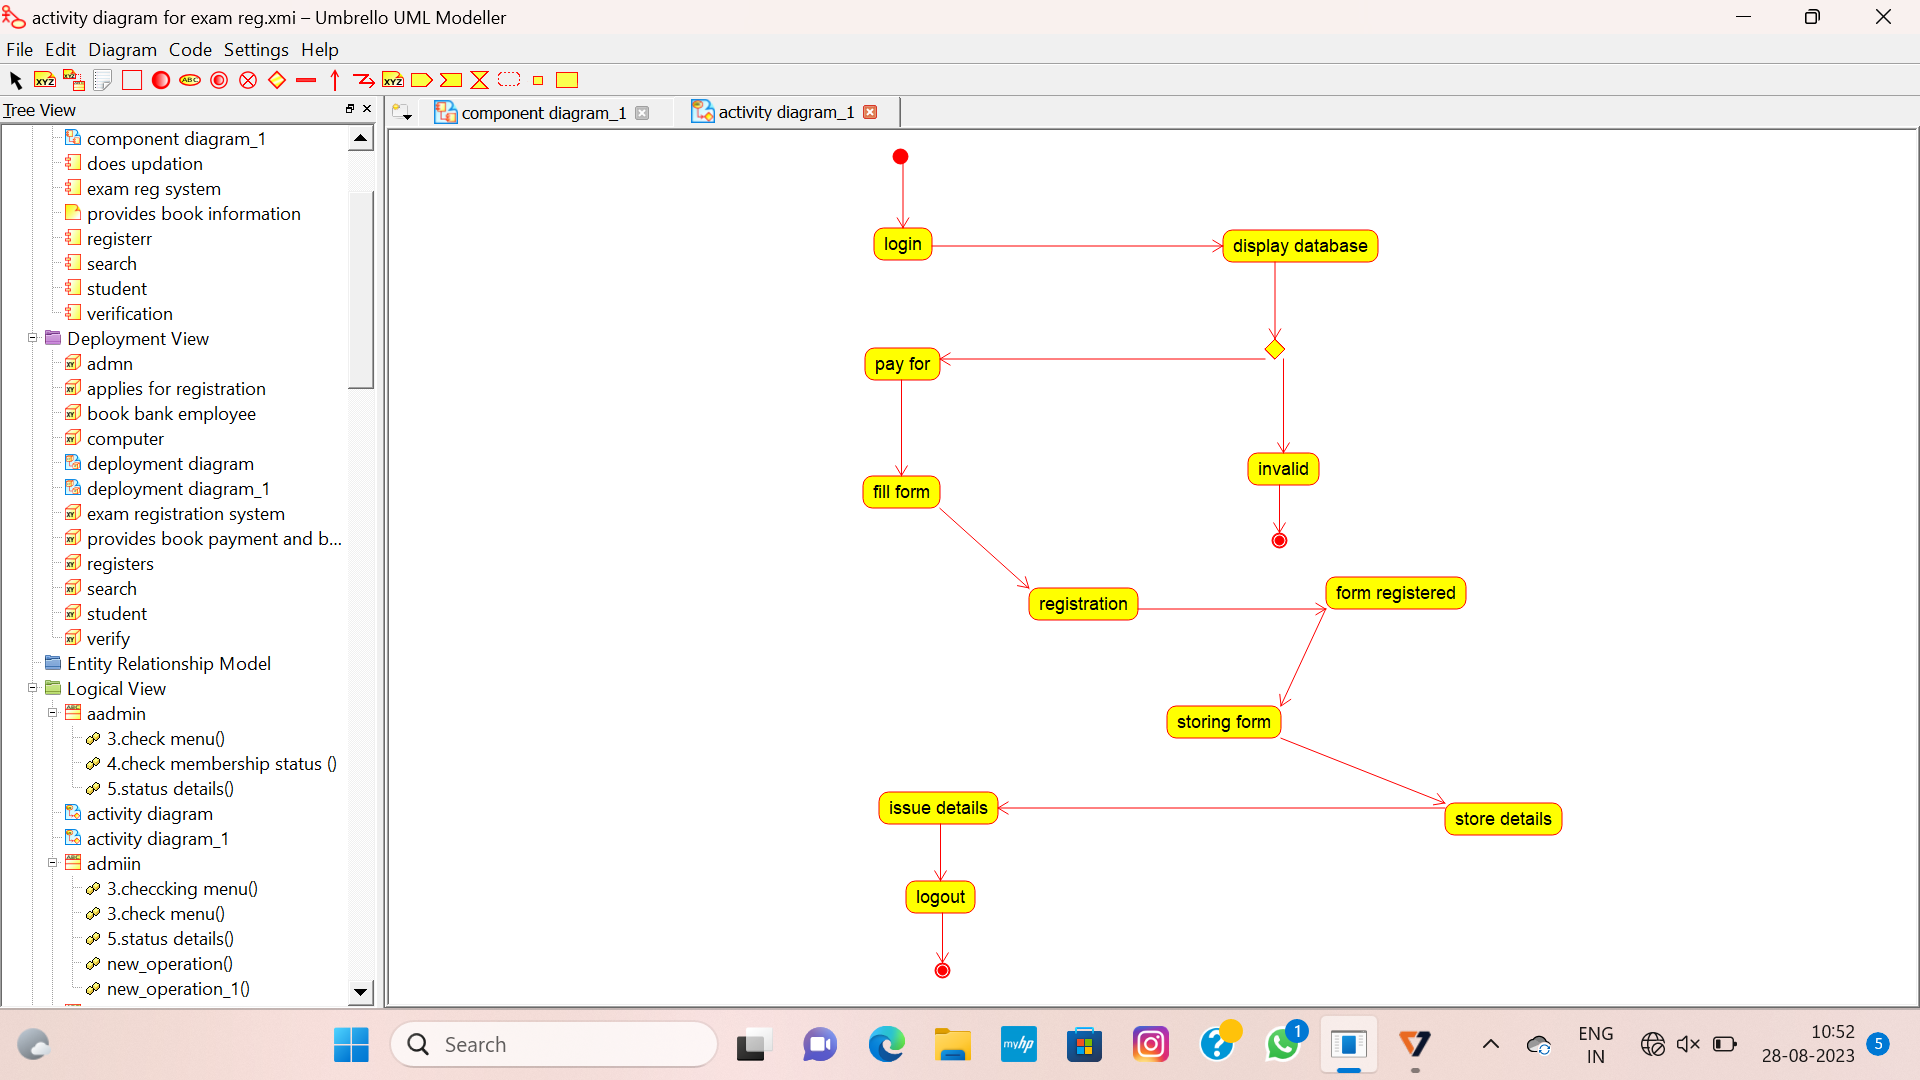 activity diagram for exam reg.xmi – Umbrello UML Modeller
File Edit Diagram Code Settings Help
XYZ XYZ ABC XYZ
Tree View
component diagram_1
activity diagram_1
component diagram_1
does updation
exam reg system
provides book information
registerr
search
student
verification
Deployment View
admn
applies for registration
book bank employee
computer
deployment diagram
deployment diagram_1
exam registration system
provides book payment and b...
registers
search
student
verify
Entity Relationship Model
Logical View
aadmin
3.check menu()
4.check membership status ()
5.status details()
activity diagram
activity diagram_1
admiin
3.checcking menu()
3.check menu()
5.status details()
new_operation()
new_operation_1()
login
display database
pay for
invalid
fill form
registration
form registered
storing form
issue details
store details
logout
Search
myhp
1
ENG
IN
10:52
28-08-2023
5